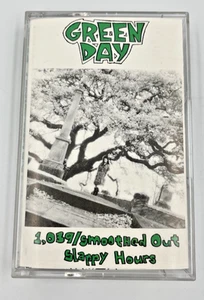 GREEN
DAY
1,039/Smoothed Out
Slappy Hours